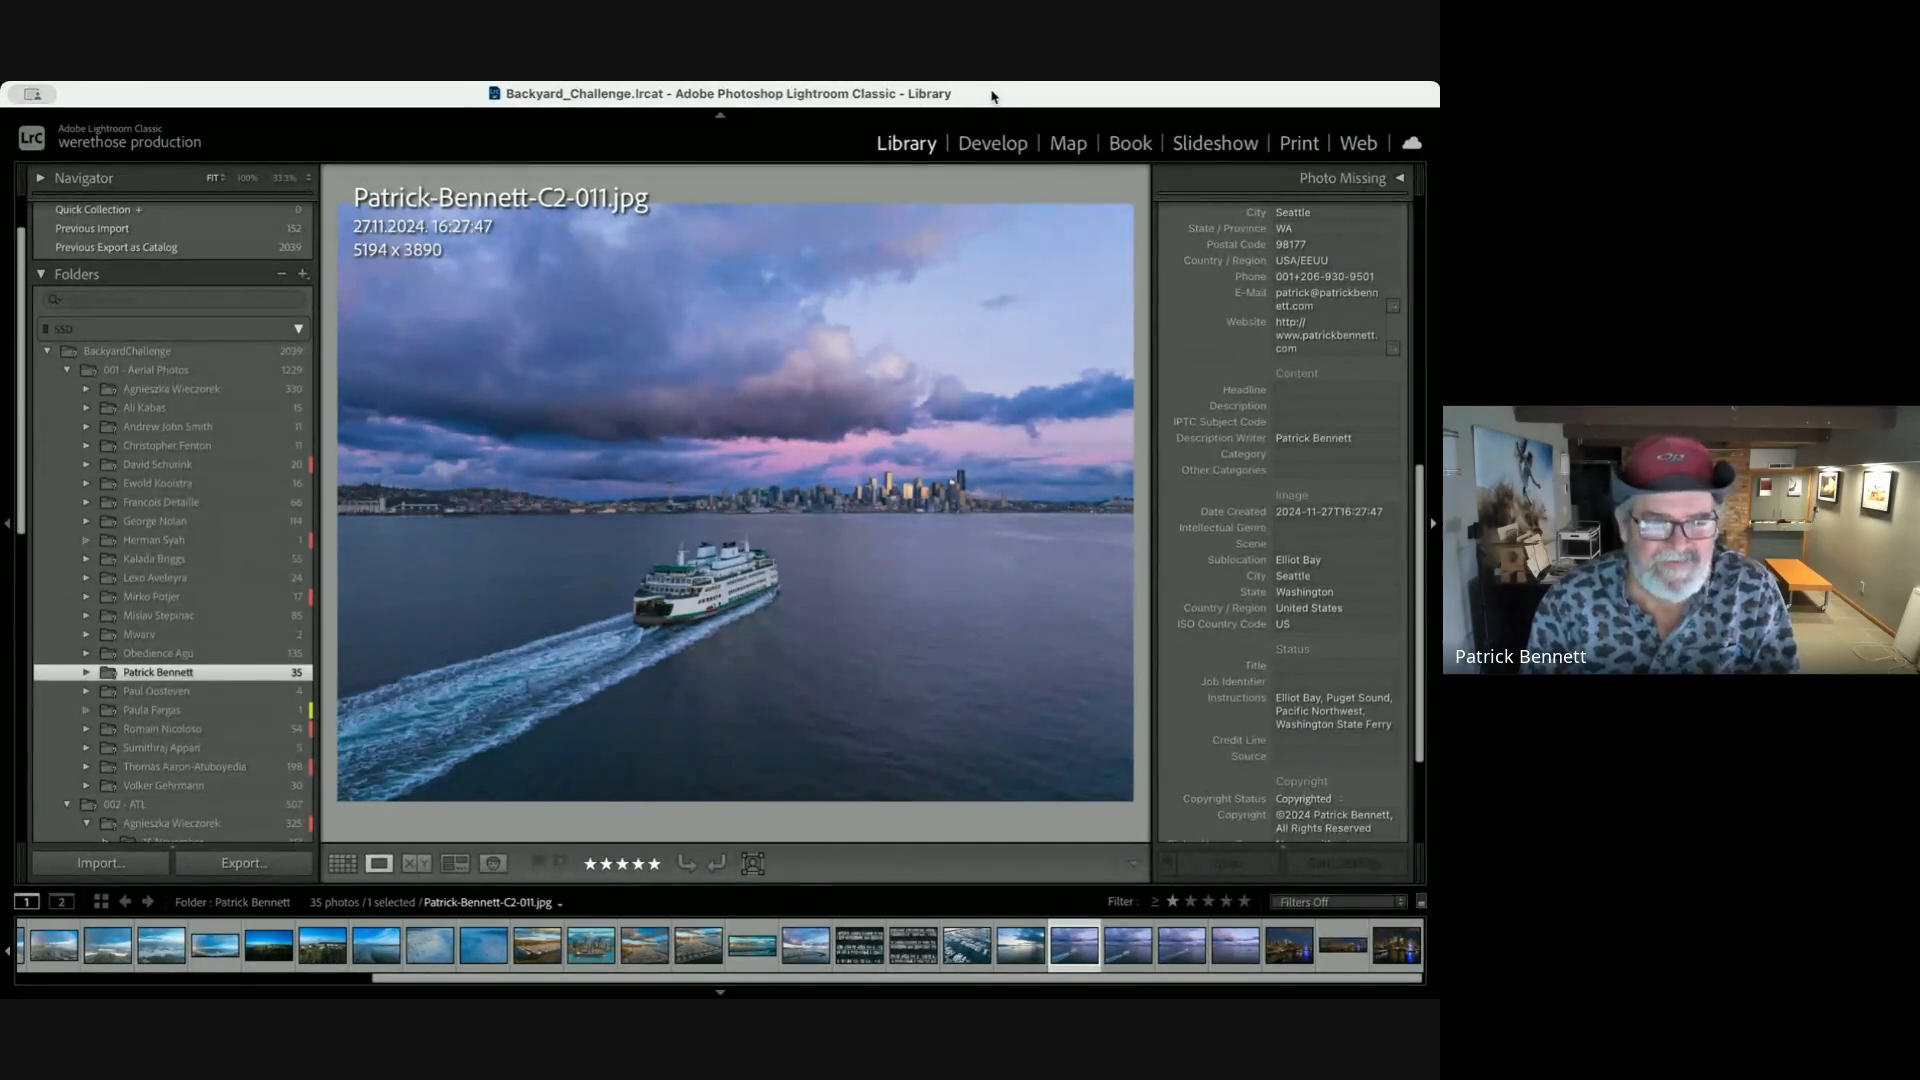 Backyard_Challenge.lrcat - Adobe Photoshop Lightroom Classic - Library
LrC
Adobe Lightroom Classic
werethose production
Library | Develop | Map | Book | Slideshow | Print | Web
Navigator FIT 100% 33.3%
Quick Collection + 0
Previous Import 152
Previous Export as Catalog 2039
Folders
SSD
BackyardChallenge 2039
001 - Aerial Photos 1229
Agnieszka Wieczorek 330
Ali Kabas 15
Andrew John Smith 11
Christopher Fenton 11
David Schurink 20
Ewold Kooistra 16
Francois Detaille 66
George Nolan 114
Herman Syah 1
Kalada Briggs 55
Lexo Aveleyra 24
Mirko Potjer 17
Mislav Stepinac 85
Mwarv 2
Obedience Agu 135
Patrick Bennett 35
Paul Oosteven 4
Paula Fargas 1
Romain Nicoloso 54
Sumithraj Appari 5
Thomas Aaron-Atuboyedia 198
Volker Gehrmann 30
002 - ATL 507
Agnieszka Wieczorek 325
Import...
Export...
Patrick-Bennett-C2-011.jpg
27.11.2024. 16:27:47
5194 x 3890
Photo Missing
City Seattle
State / Province WA
Postal Code 98177
Country / Region USA/EEUU
Phone 001+206-930-9501
E-Mail patrick@patrickbenn
ett.com
Website http://
www.patrickbennett.
com
Content
Headline
Description
IPTC Subject Code
Description Writer Patrick Bennett
Category
Other Categories
Image
Date Created 2024-11-27T16:27:47
Intellectual Genre
Scene
Sublocation Elliot Bay
City Seattle
State Washington
Country / Region United States
ISO Country Code US
Status
Title
Job Identifier
Instructions Elliot Bay, Puget Sound,
Pacific Northwest,
Washington State Ferry
Credit Line
Source
Copyright
Copyright Status Copyrighted
Copyright ©2024 Patrick Bennett,
All Rights Reserved
1 2 Folder : Patrick Bennett 35 photos / 1 selected / Patrick-Bennett-C2-011.jpg
Filter : ≥ Filters Off
Patrick Bennett